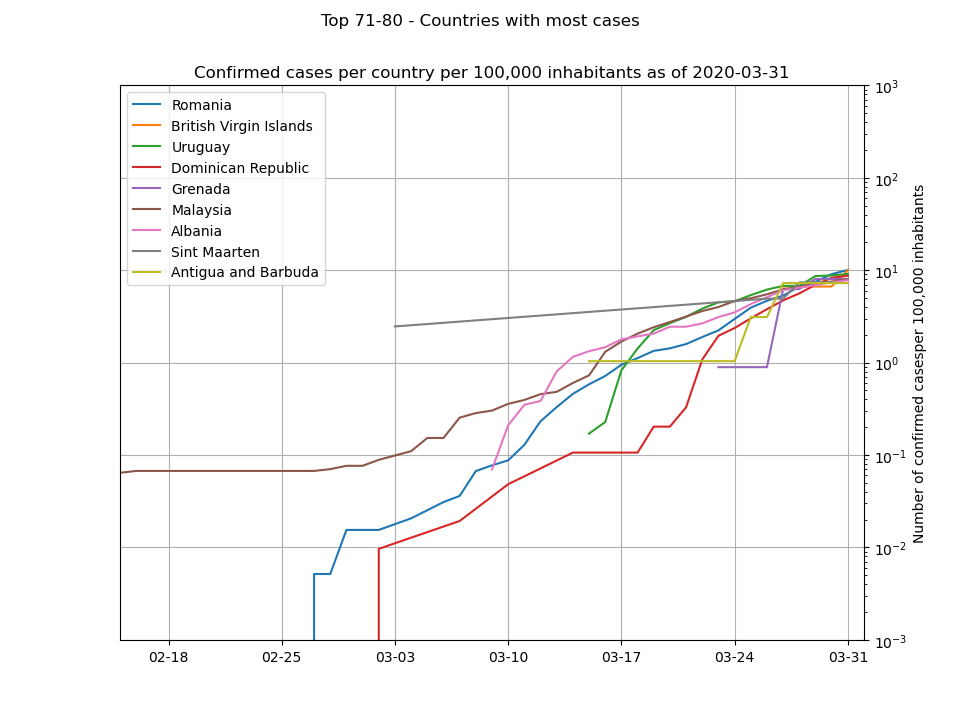 Top 71-80 - Countries with most cases
Confirmed cases per country per 100,000 inhabitants as of 2020-03-31
Romania
British Virgin Islands
Uruguay
Dominican Republic
Grenada
Malaysia
Albania
Sint Maarten
Antigua and Barbuda
10³
10²
10¹
10⁰
10⁻¹
10⁻²
10⁻³
Number of confirmed casesper 100,000 inhabitants
02-18
02-25
03-03
03-10
03-17
03-24
03-31